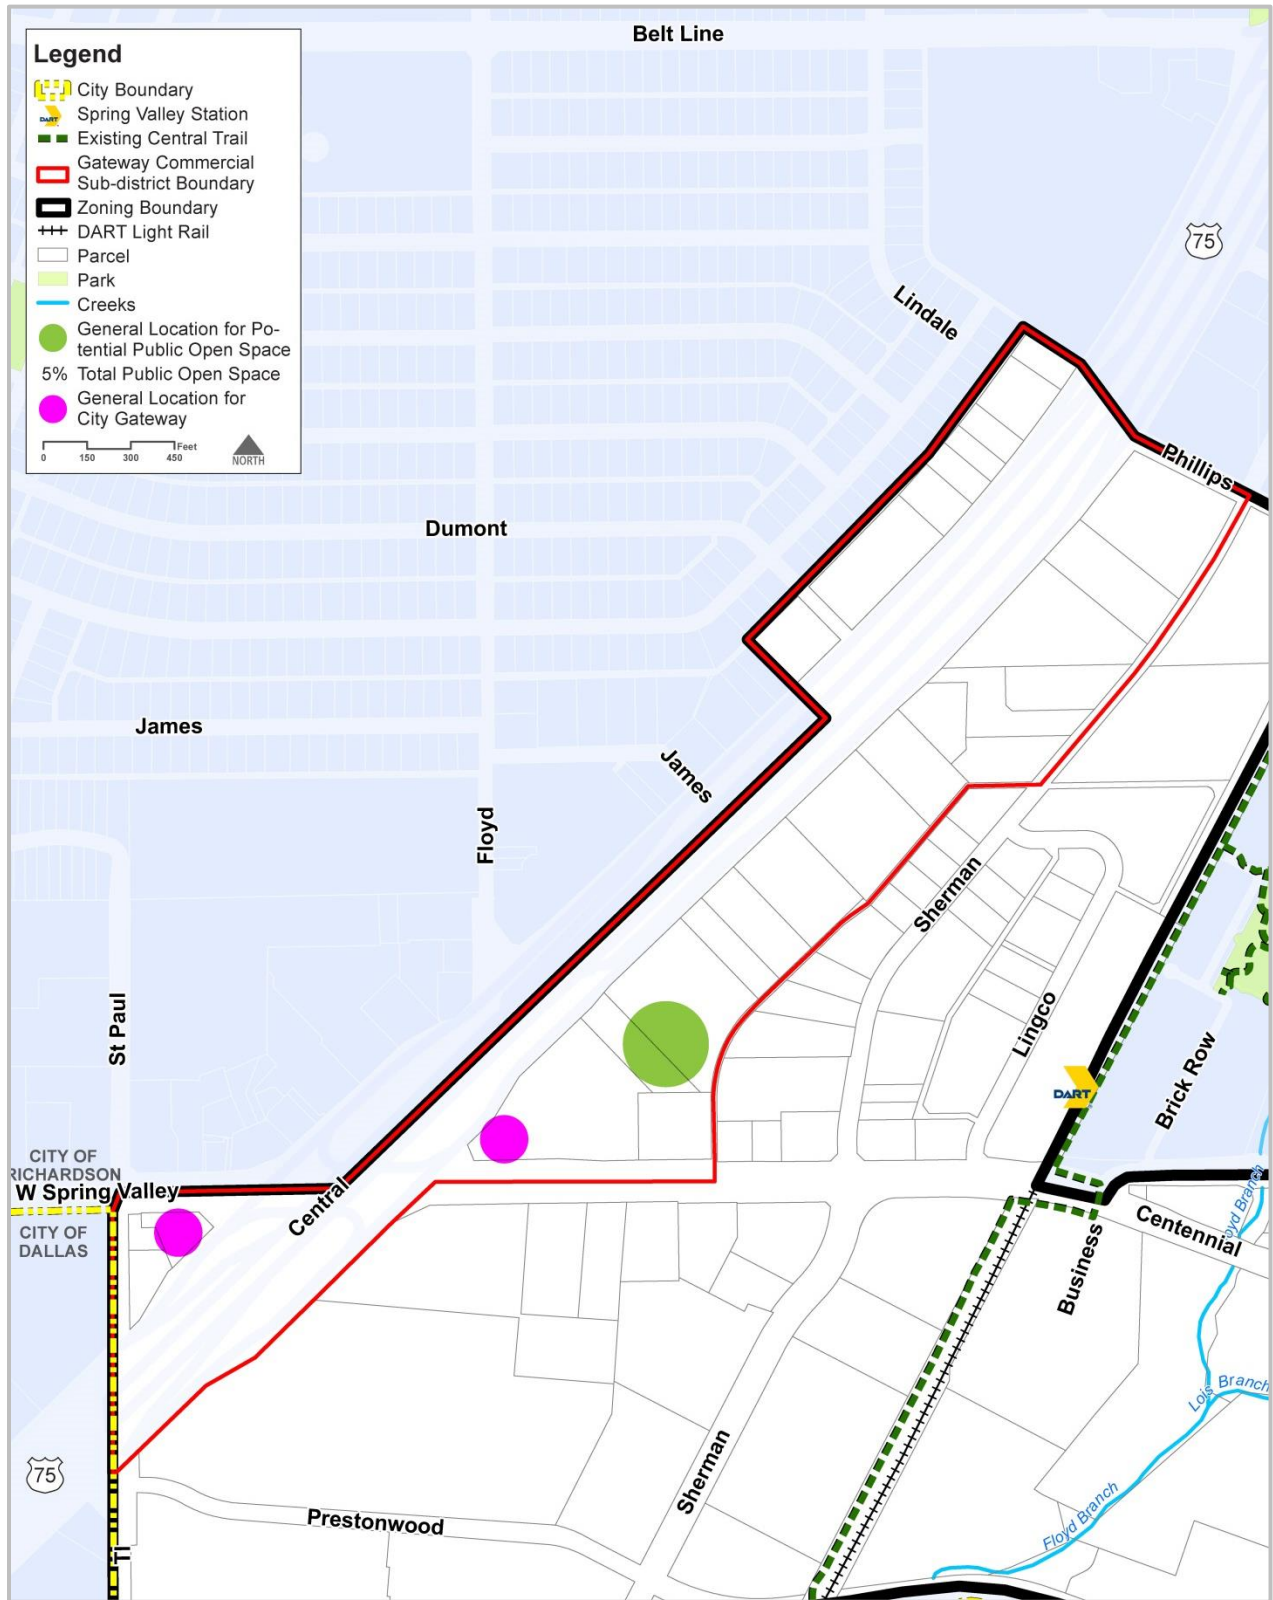 Belt Line
Legend
City Boundary
DART
Spring Valley Station
Existing Central Trail
Gateway Commercial
Sub-district Boundary
Zoning Boundary
DART Light Rail
Parcel
Park
Creeks
General Location for Po-
tential Public Open Space
5% Total Public Open Space
General Location for
City Gateway
Feet
0 150 300 450
NORTH
75
Lindale
Phillips
Dumont
James
James
Floyd
Sherman
St Paul
Lingco
Brick Row
DART
CITY OF
RICHARDSON
W Spring Valley
CITY OF
DALLAS
Central
Centennial
oyd Branch
Business
Lois Branch
75
Sherman
Floyd Branch
Prestonwood
TI